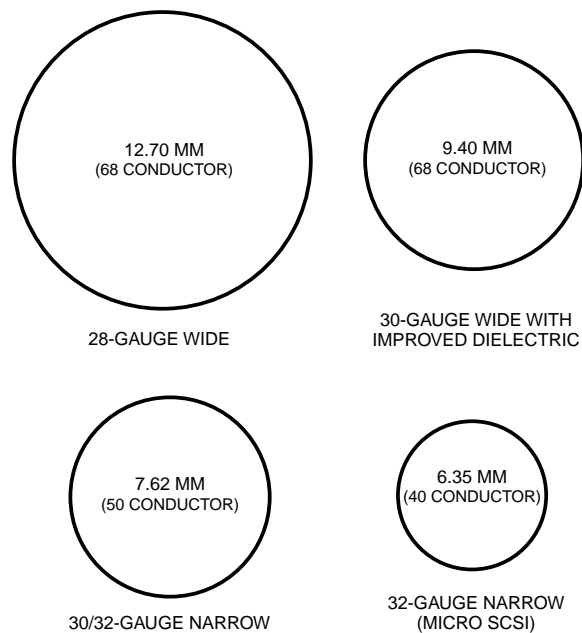 12.70 MM
(68 CONDUCTOR)
28-GAUGE WIDE
9.40 MM
(68 CONDUCTOR)
30-GAUGE WIDE WITH
IMPROVED DIELECTRIC
7.62 MM
(50 CONDUCTOR)
30/32-GAUGE NARROW
6.35 MM
(40 CONDUCTOR)
32-GAUGE NARROW
(MICRO SCSI)